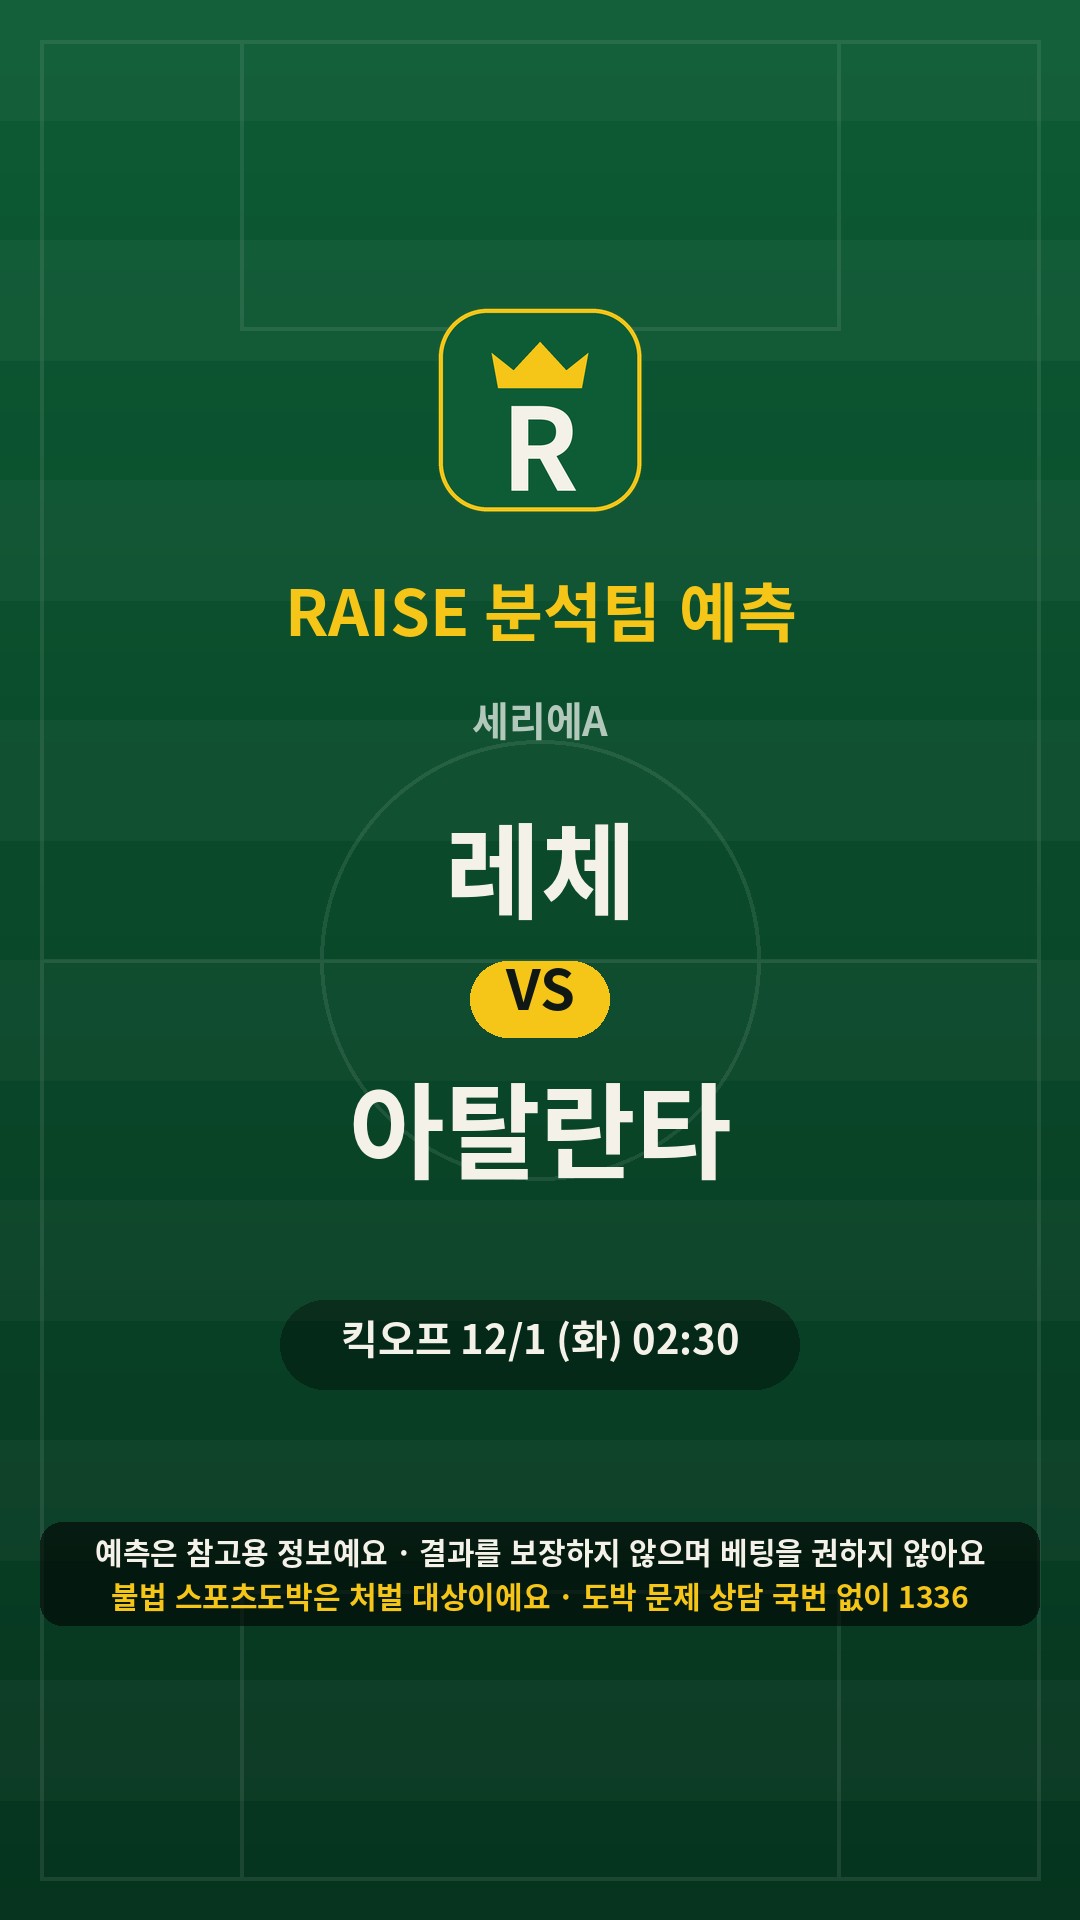 R
RAISE 분석팀 예측
세리에A
레체
VS
아탈란타
킥오프 12/1 (화) 02:30
예측은 참고용 정보예요 · 결과를 보장하지 않으며 베팅을 권하지 않아요
불법 스포츠도박은 처벌 대상이에요 · 도박 문제 상담 국번 없이 1336